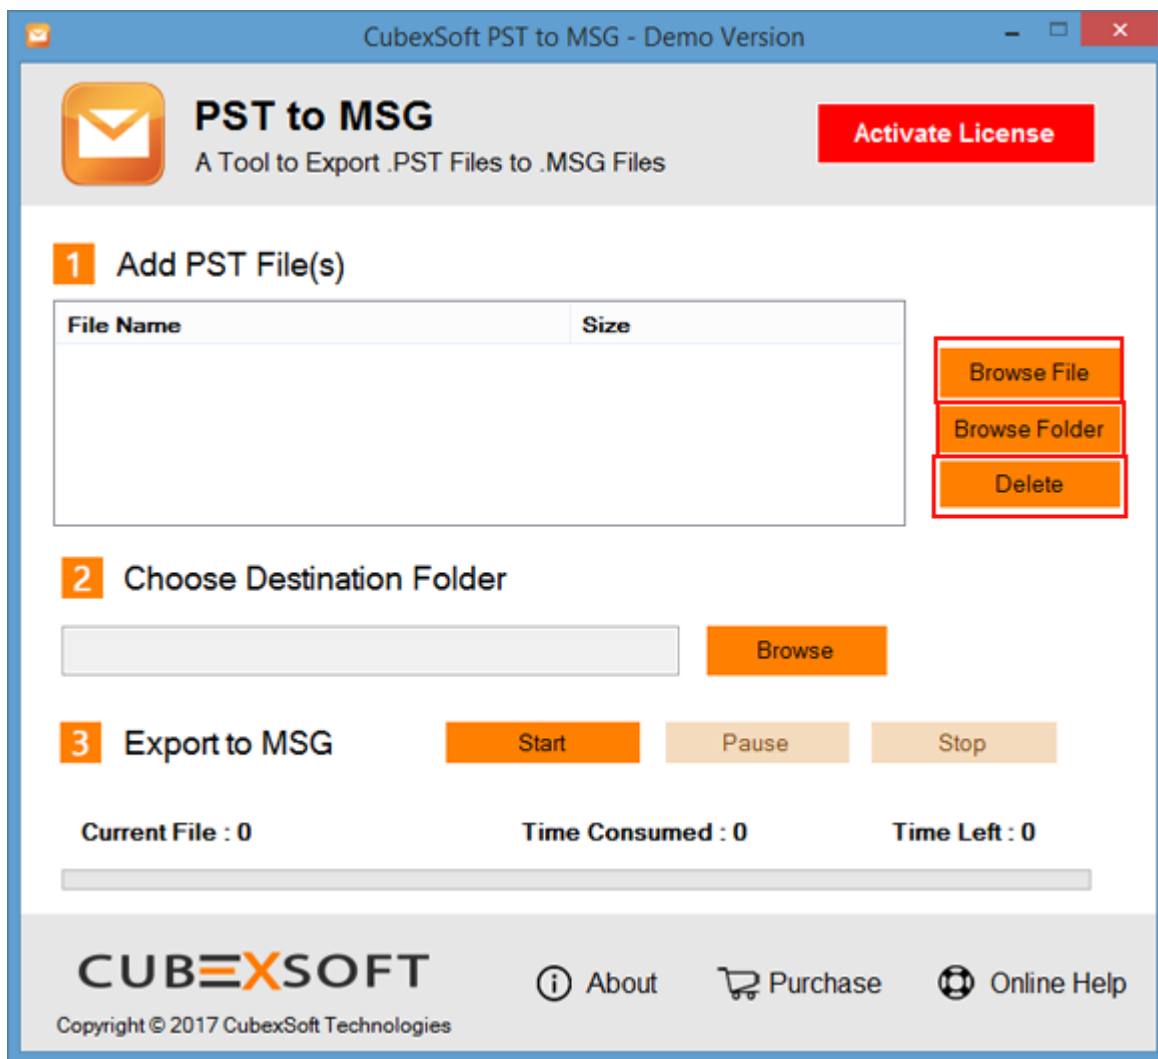 CubexSoft PST to MSG - Demo Version
PST to MSG
A Tool to Export .PST Files to .MSG Files
Activate License
1 Add PST File(s)
File Name Size
Browse File
Browse Folder
Delete
2 Choose Destination Folder
Browse
3 Export to MSG Start Pause Stop
Current File : 0 Time Consumed : 0 Time Left : 0
CUBEXSOFT
About Purchase Online Help
Copyright © 2017 CubexSoft Technologies